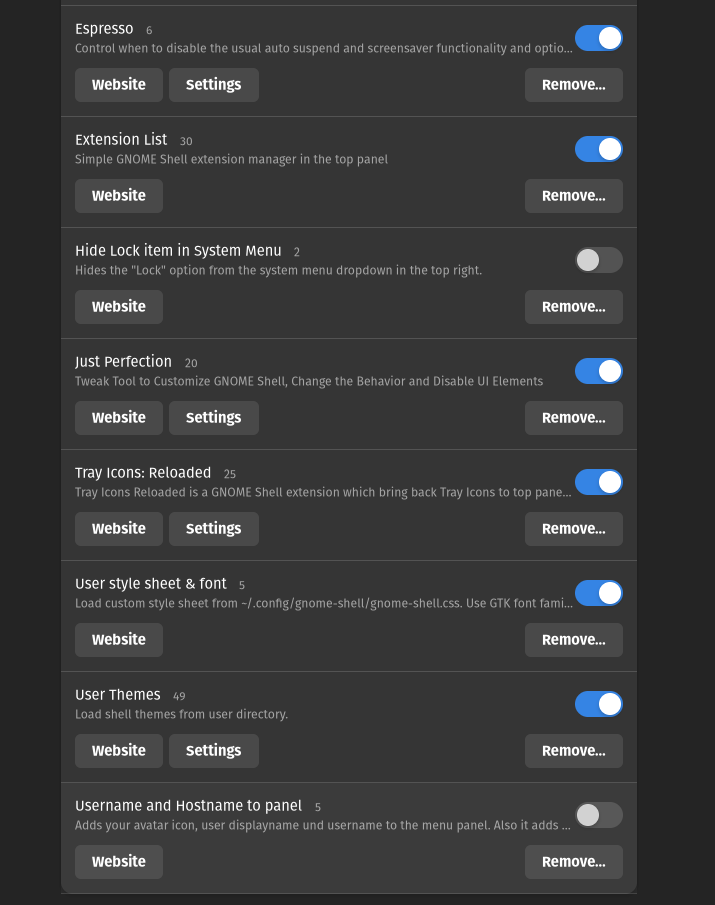 Espresso 6
Control when to disable the usual auto suspend and screensaver functionality and optio...
Website Settings Remove...
Extension List 30
Simple GNOME Shell extension manager in the top panel
Website Remove...
Hide Lock item in System Menu 2
Hides the "Lock" option from the system menu dropdown in the top right.
Website Remove...
Just Perfection 20
Tweak Tool to Customize GNOME Shell, Change the Behavior and Disable UI Elements
Website Settings Remove...
Tray Icons: Reloaded 25
Tray Icons Reloaded is a GNOME Shell extension which bring back Tray Icons to top pane...
Website Settings Remove...
User style sheet & font 5
Load custom style sheet from ~/.config/gnome-shell/gnome-shell.css. Use GTK font fami...
Website Remove...
User Themes 49
Load shell themes from user directory.
Website Settings Remove...
Username and Hostname to panel 5
Adds your avatar icon, user displayname und username to the menu panel. Also it adds ...
Website Remove...